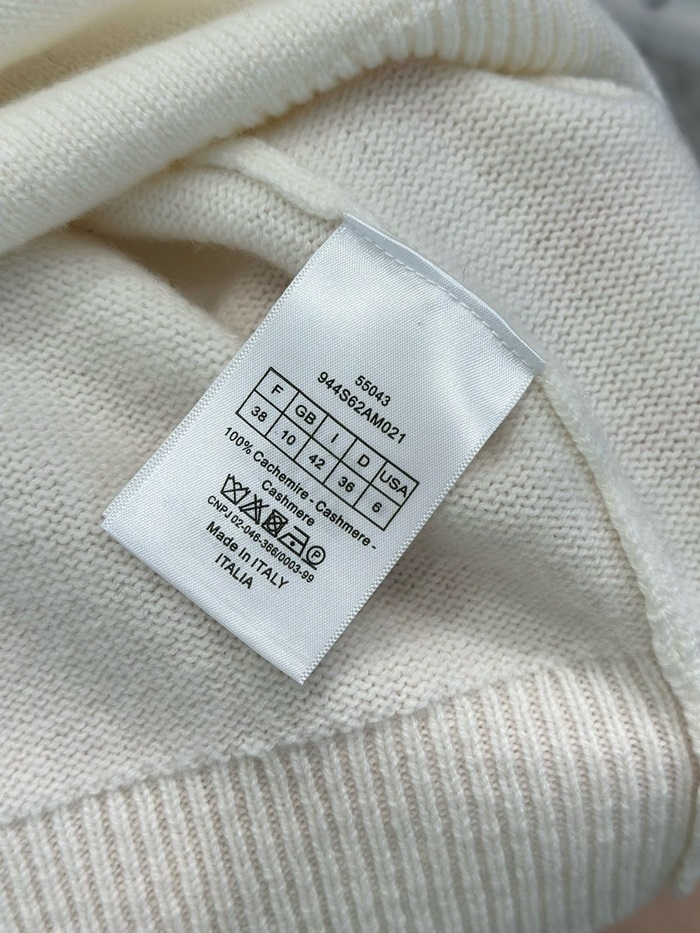 55043
944S62AM021
F GB I D USA
38 10 42 36 6
100% Cachemire - Cashmere -
Cashmere
P
CNPJ 02-046-366/0003-99
Made In ITALY
ITALIA